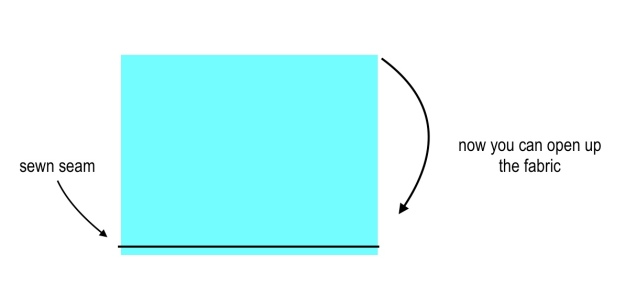 sewn seam
now you can open up
the fabric